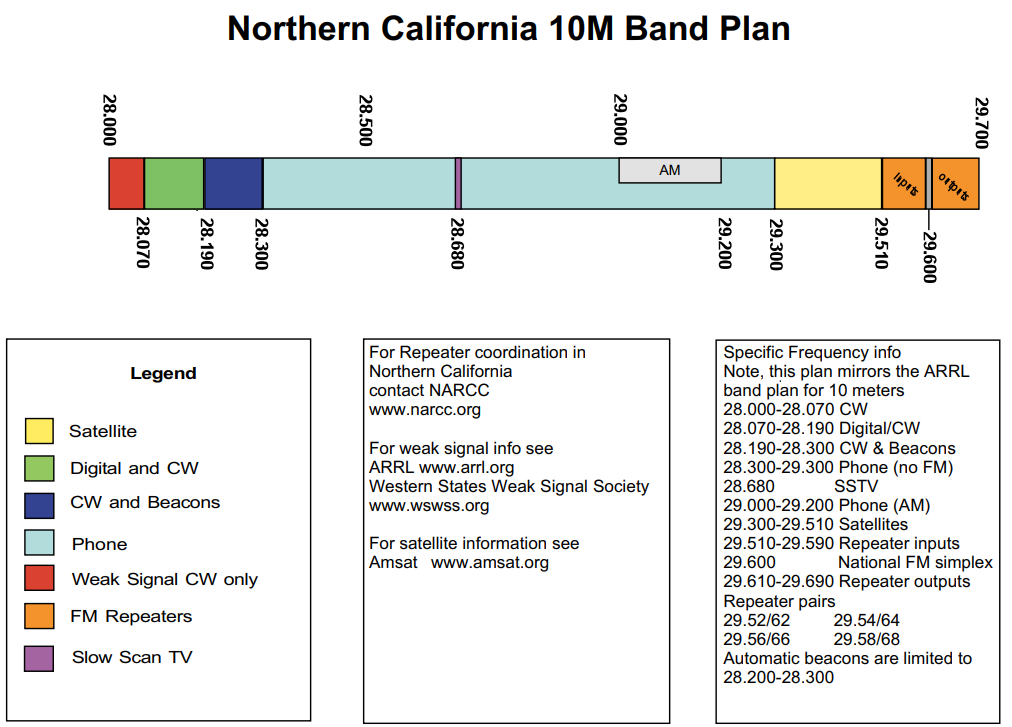 Northern California 10M Band Plan
28.000
28.500
29.000
29.700
AM
inputs
outputs
28.070
28.190
28.300
28.680
29.200
29.300
29.510
29.600
Legend
Satellite
Digital and CW
CW and Beacons
Phone
Weak Signal CW only
FM Repeaters
Slow Scan TV
For Repeater coordination in
Northern California
contact NARCC
www.narcc.org
For weak signal info see
ARRL www.arrl.org
Western States Weak Signal Society
www.wswss.org
For satellite information see
Amsat www.amsat.org
Specific Frequency info
Note, this plan mirrors the ARRL
band plan for 10 meters
28.000-28.070 CW
28.070-28.190 Digital/CW
28.190-28.300 CW & Beacons
28.300-29.300 Phone (no FM)
28.680 SSTV
29.000-29.200 Phone (AM)
29.300-29.510 Satellites
29.510-29.590 Repeater inputs
29.600 National FM simplex
29.610-29.690 Repeater outputs
Repeater pairs
29.52/62 29.54/64
29.56/66 29.58/68
Automatic beacons are limited to
28.200-28.300